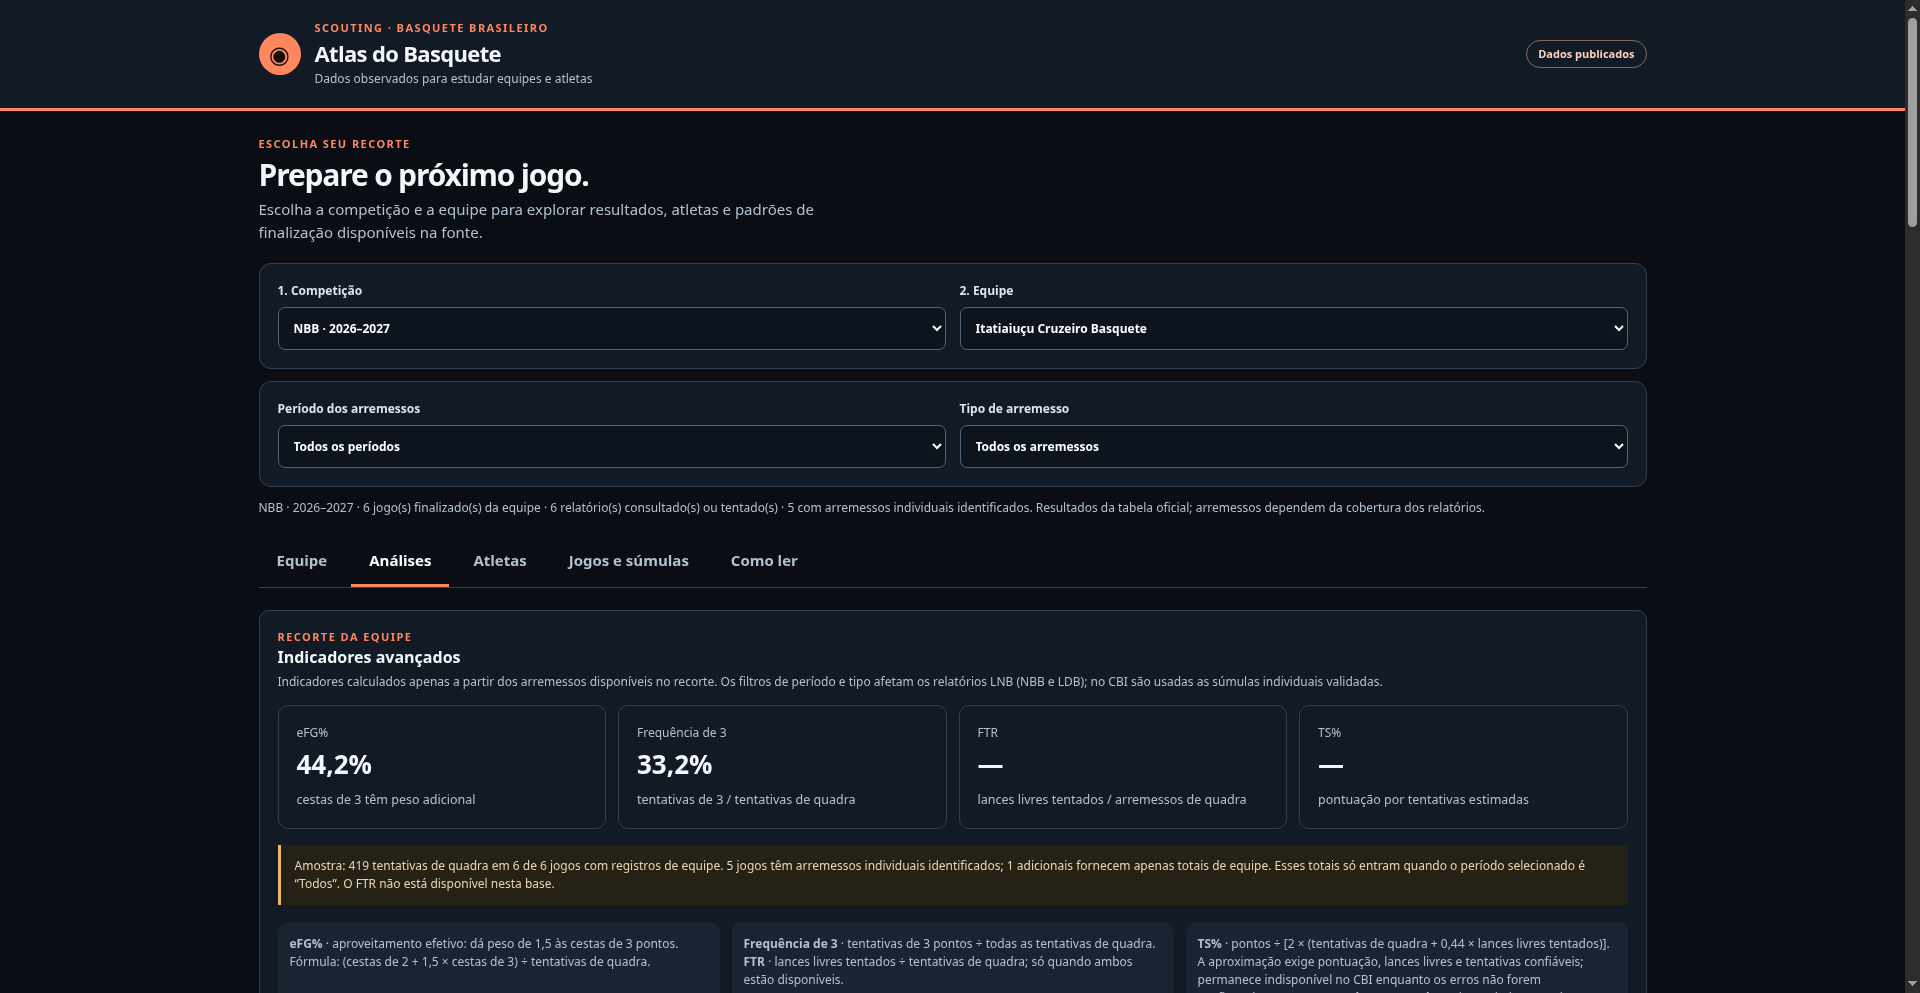 SCOUTING · BASQUETE BRASILEIRO
Atlas do Basquete
Dados observados para estudar equipes e atletas
Dados publicados
ESCOLHA SEU RECORTE
Prepare o próximo jogo.
Escolha a competição e a equipe para explorar resultados, atletas e padrões de
finalização disponíveis na fonte.
1. Competição
NBB · 2026–2027
2. Equipe
Itatiaiuçu Cruzeiro Basquete
Período dos arremessos
Todos os períodos
Tipo de arremesso
Todos os arremessos
NBB · 2026–2027 · 6 jogo(s) finalizado(s) da equipe · 6 relatório(s) consultado(s) ou tentado(s) · 5 com arremessos individuais identificados. Resultados da tabela oficial; arremessos dependem da cobertura dos relatórios.
Equipe Análises Atletas Jogos e súmulas Como ler
RECORTE DA EQUIPE
Indicadores avançados
Indicadores calculados apenas a partir dos arremessos disponíveis no recorte. Os filtros de período e tipo afetam os relatórios LNB (NBB e LDB); no CBI são usadas as súmulas individuais validadas.
eFG%
44,2%
cestas de 3 têm peso adicional
Frequência de 3
33,2%
tentativas de 3 / tentativas de quadra
FTR
—
lances livres tentados / arremessos de quadra
TS%
—
pontuação por tentativas estimadas
Amostra: 419 tentativas de quadra em 6 de 6 jogos com registros de equipe. 5 jogos têm arremessos individuais identificados; 1 adicionais fornecem apenas totais de equipe. Esses totais só entram quando o período selecionado é
“Todos”. O FTR não está disponível nesta base.
eFG% · aproveitamento efetivo: dá peso de 1,5 às cestas de 3 pontos.
Fórmula: (cestas de 2 + 1,5 × cestas de 3) ÷ tentativas de quadra.
Frequência de 3 · tentativas de 3 pontos ÷ todas as tentativas de quadra.
FTR · lances livres tentados ÷ tentativas de quadra; só quando ambos
estão disponíveis.
TS% · pontos ÷ [2 × (tentativas de quadra + 0,44 × lances livres tentados)].
A aproximação exige pontuação, lances livres e tentativas confiáveis;
permanece indisponível no CBI enquanto os erros não forem